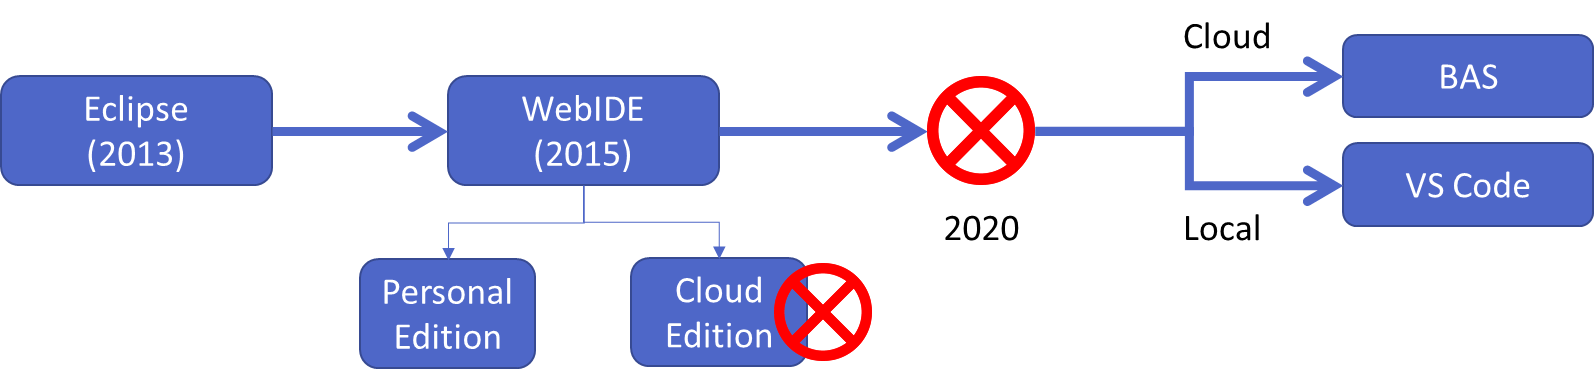 Eclipse
(2013)
WebIDE
(2015)
Personal
Edition
Cloud
Edition
2020
Cloud
BAS
Local
VS Code